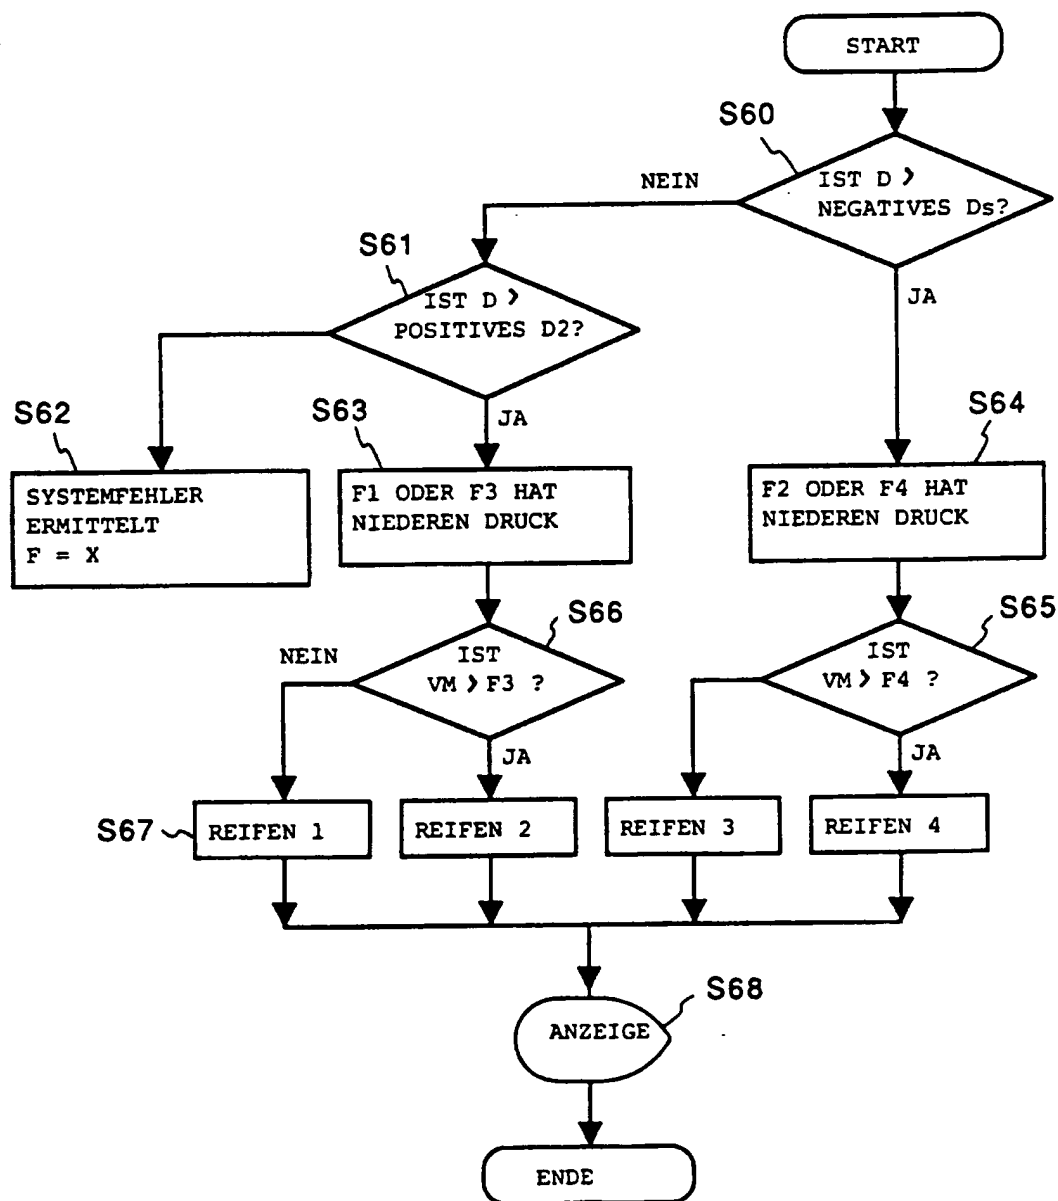 START
S60
IST D >
NEGATIVES Ds?
NEIN
JA
S61
IST D >
POSITIVES D2?
JA
S62
SYSTEMFEHLER
ERMITTELT
F = X
S63
F1 ODER F3 HAT
NIEDEREN DRUCK
S64
F2 ODER F4 HAT
NIEDEREN DRUCK
S66
IST
VM > F3 ?
NEIN
JA
S65
IST
VM > F4 ?
JA
S67
REIFEN 1
REIFEN 2
REIFEN 3
REIFEN 4
S68
ANZEIGE
ENDE